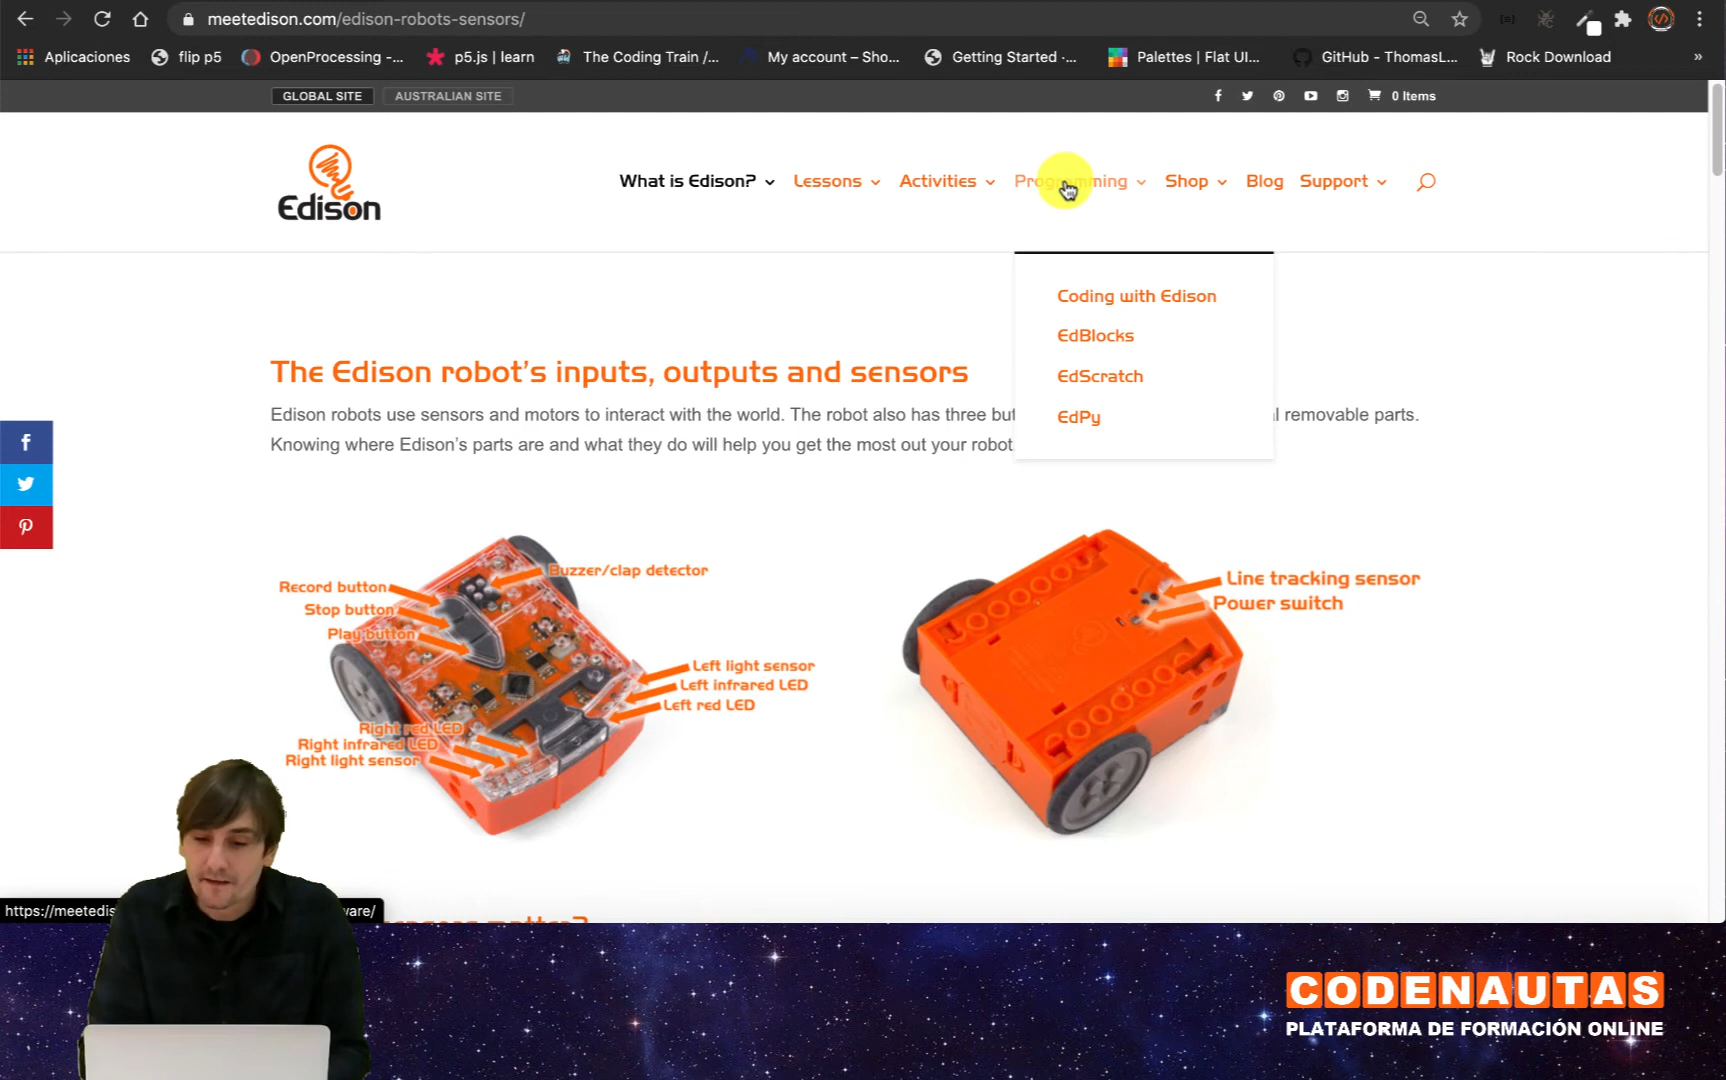 meetedison.com/edison-robots-sensors/
Aplicaciones
flip p5
OpenProcessing -...
p5.js | learn
The Coding Train /...
My account – Sho...
Getting Started ·...
Palettes | Flat UI...
GitHub - ThomasL...
Rock Download
»
GLOBAL SITE
AUSTRALIAN SITE
0 Items
Edison
What is Edison?
Lessons
Activities
Programming
Shop
Blog
Support
Coding with Edison
EdBlocks
EdScratch
EdPy
The Edison robot's inputs, outputs and sensors
Edison robots use sensors and motors to interact with the world. The robot also has three but removable parts.
Knowing where Edison's parts are and what they do will help you get the most out your robot.
Record button
Stop button
Play button
Buzzer/clap detector
Left light sensor
Left infrared LED
Left red LED
Right red LED
Right infrared LED
Right light sensor
Line tracking sensor
Power switch
https://meetedis
ware/
CODENAUTAS
PLATAFORMA DE FORMACIÓN ONLINE